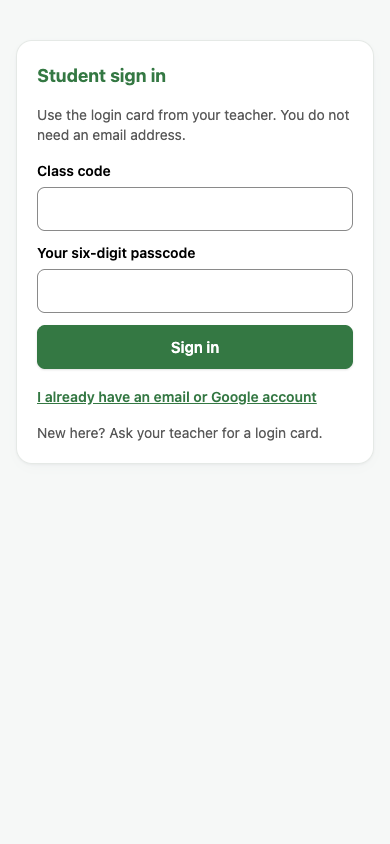 Student sign in
Use the login card from your teacher. You do not
need an email address.
Class code
Your six-digit passcode
Sign in
I already have an email or Google account
New here? Ask your teacher for a login card.